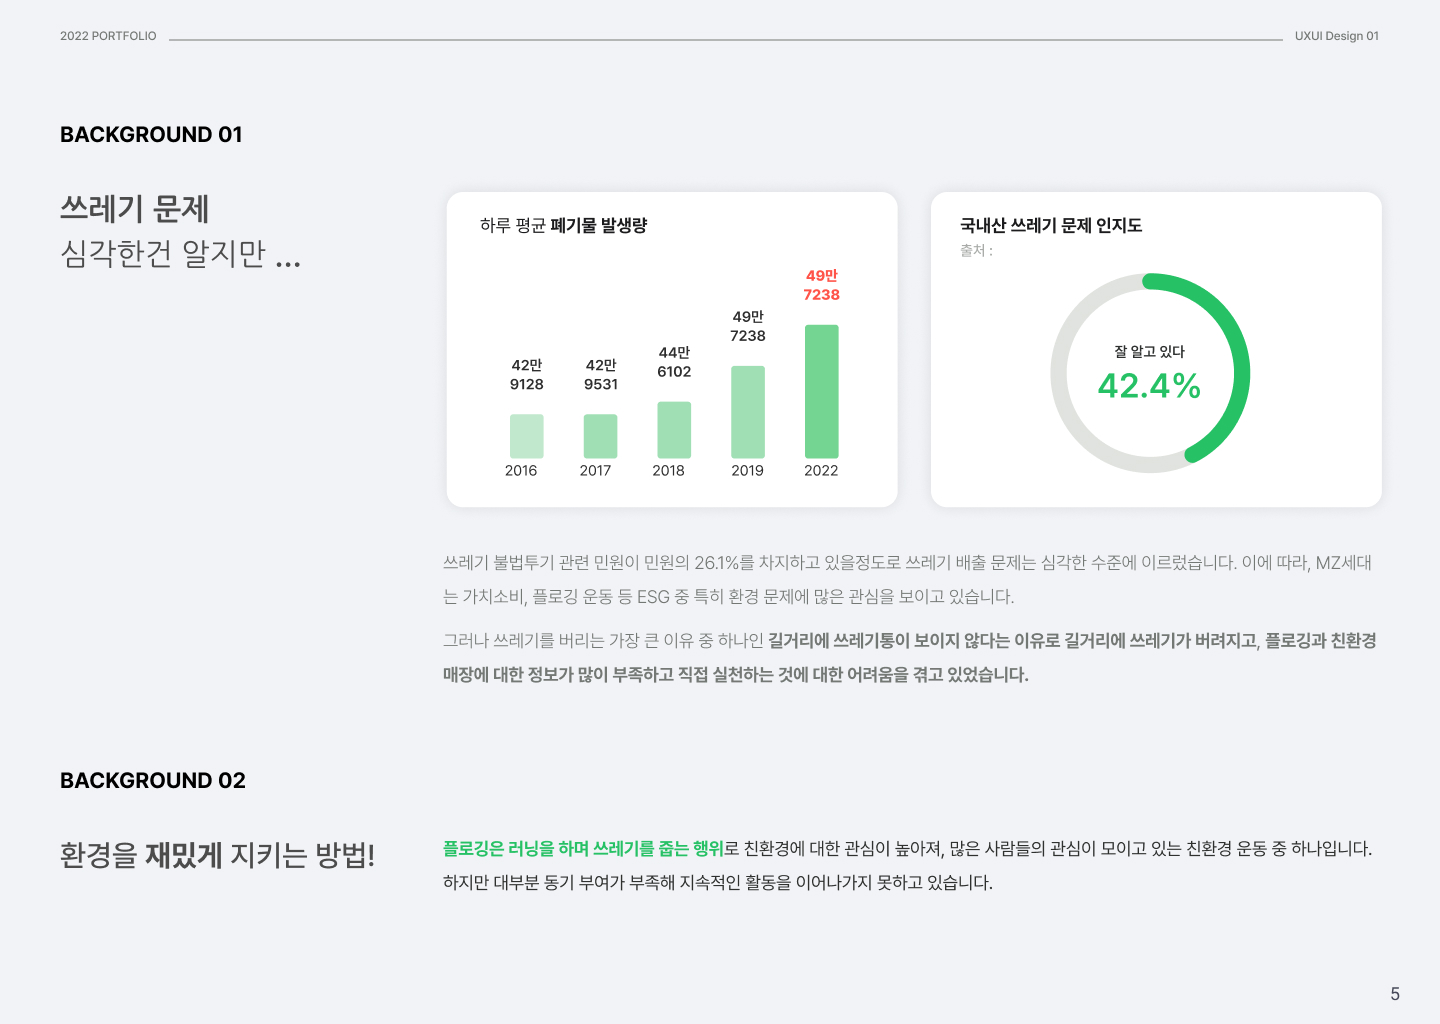 2022 PORTFOLIO
UXUI Design 01
BACKGROUND 01
쓰레기 문제
심각한건 알지만 ...
하루 평균 폐기물 발생량
42만
9128
42만
9531
44만
6102
49만
7238
49만
7238
2016
2017
2018
2019
2022
국내산 쓰레기 문제 인지도
출처 :
잘 알고 있다
42.4%
쓰레기 불법투기 관련 민원이 민원의 26.1%를 차지하고 있을정도로 쓰레기 배출 문제는 심각한 수준에 이르렀습니다. 이에 따라, MZ세대
는 가치소비, 플로깅 운동 등 ESG 중 특히 환경 문제에 많은 관심을 보이고 있습니다.
그러나 쓰레기를 버리는 가장 큰 이유 중 하나인 길거리에 쓰레기통이 보이지 않다는 이유로 길거리에 쓰레기가 버려지고, 플로깅과 친환경
매장에 대한 정보가 많이 부족하고 직접 실천하는 것에 대한 어려움을 겪고 있었습니다.
BACKGROUND 02
환경을 재밌게 지키는 방법!
플로깅은 러닝을 하며 쓰레기를 줍는 행위로 친환경에 대한 관심이 높아져, 많은 사람들의 관심이 모이고 있는 친환경 운동 중 하나입니다.
하지만 대부분 동기 부여가 부족해 지속적인 활동을 이어나가지 못하고 있습니다.
5